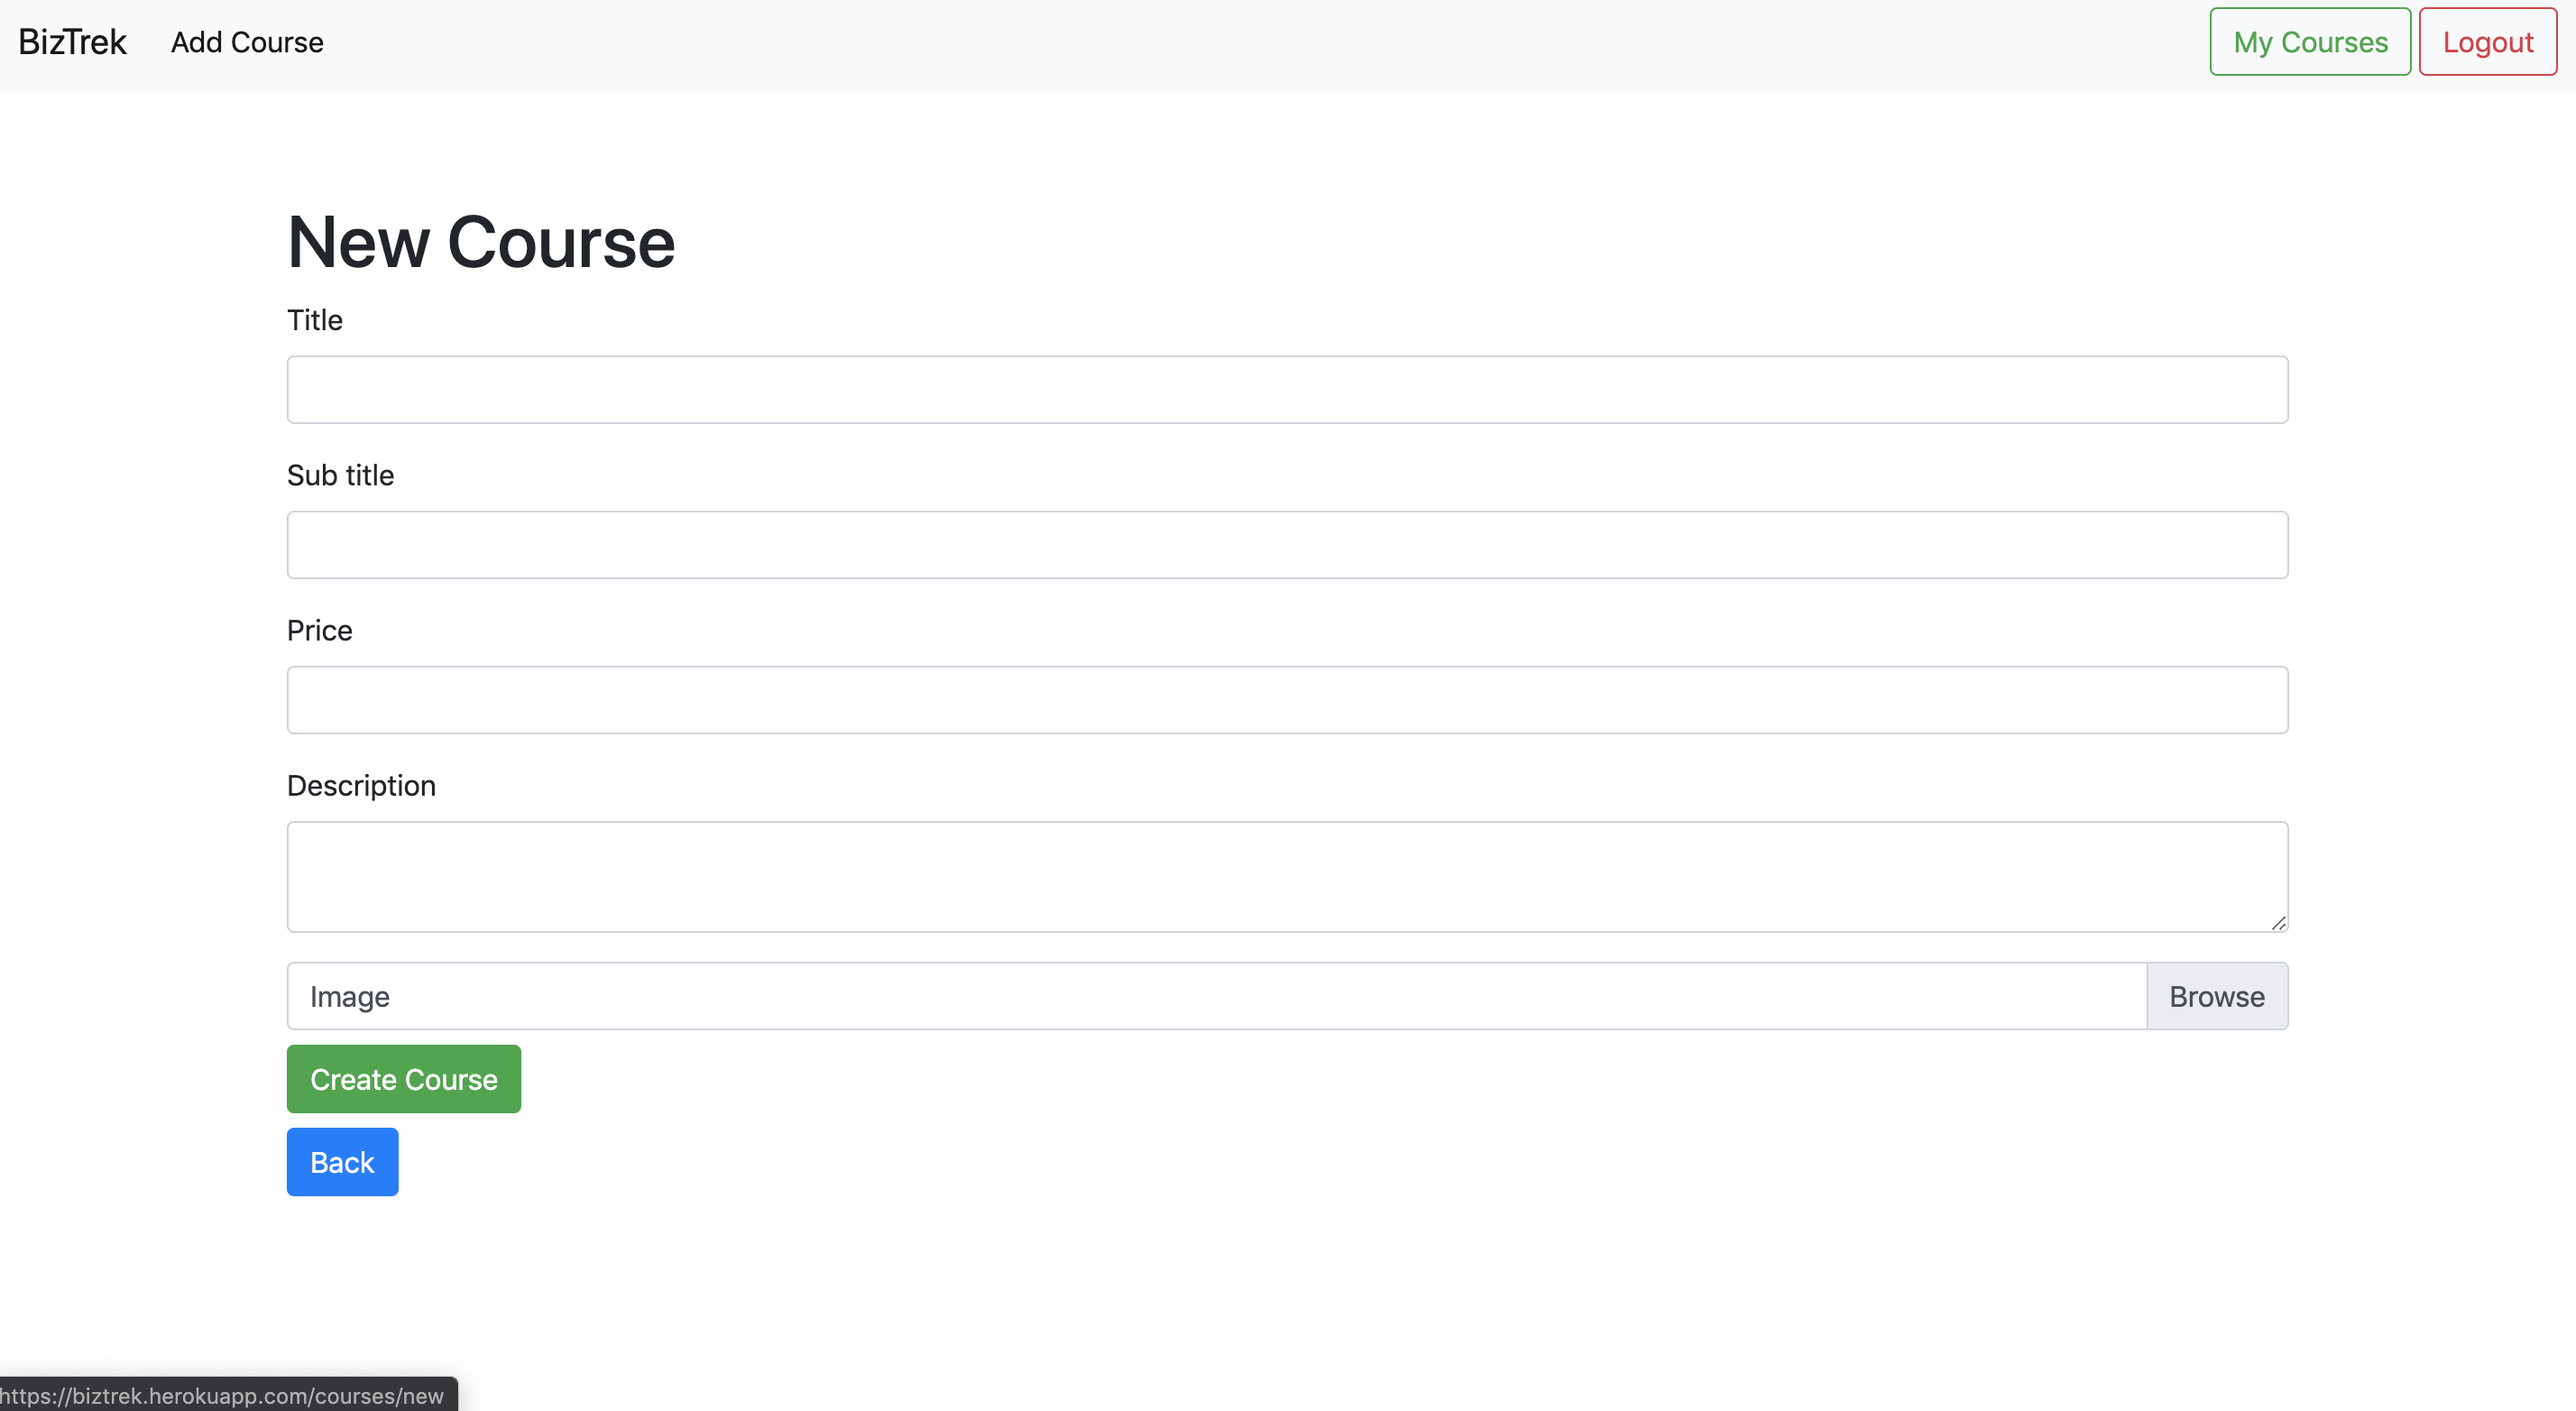 BizTrek Add Course My Courses Logout
New Course
Title
Sub title
Price
Description
Image Browse
Create Course
Back
https://biztrek.herokuapp.com/courses/new